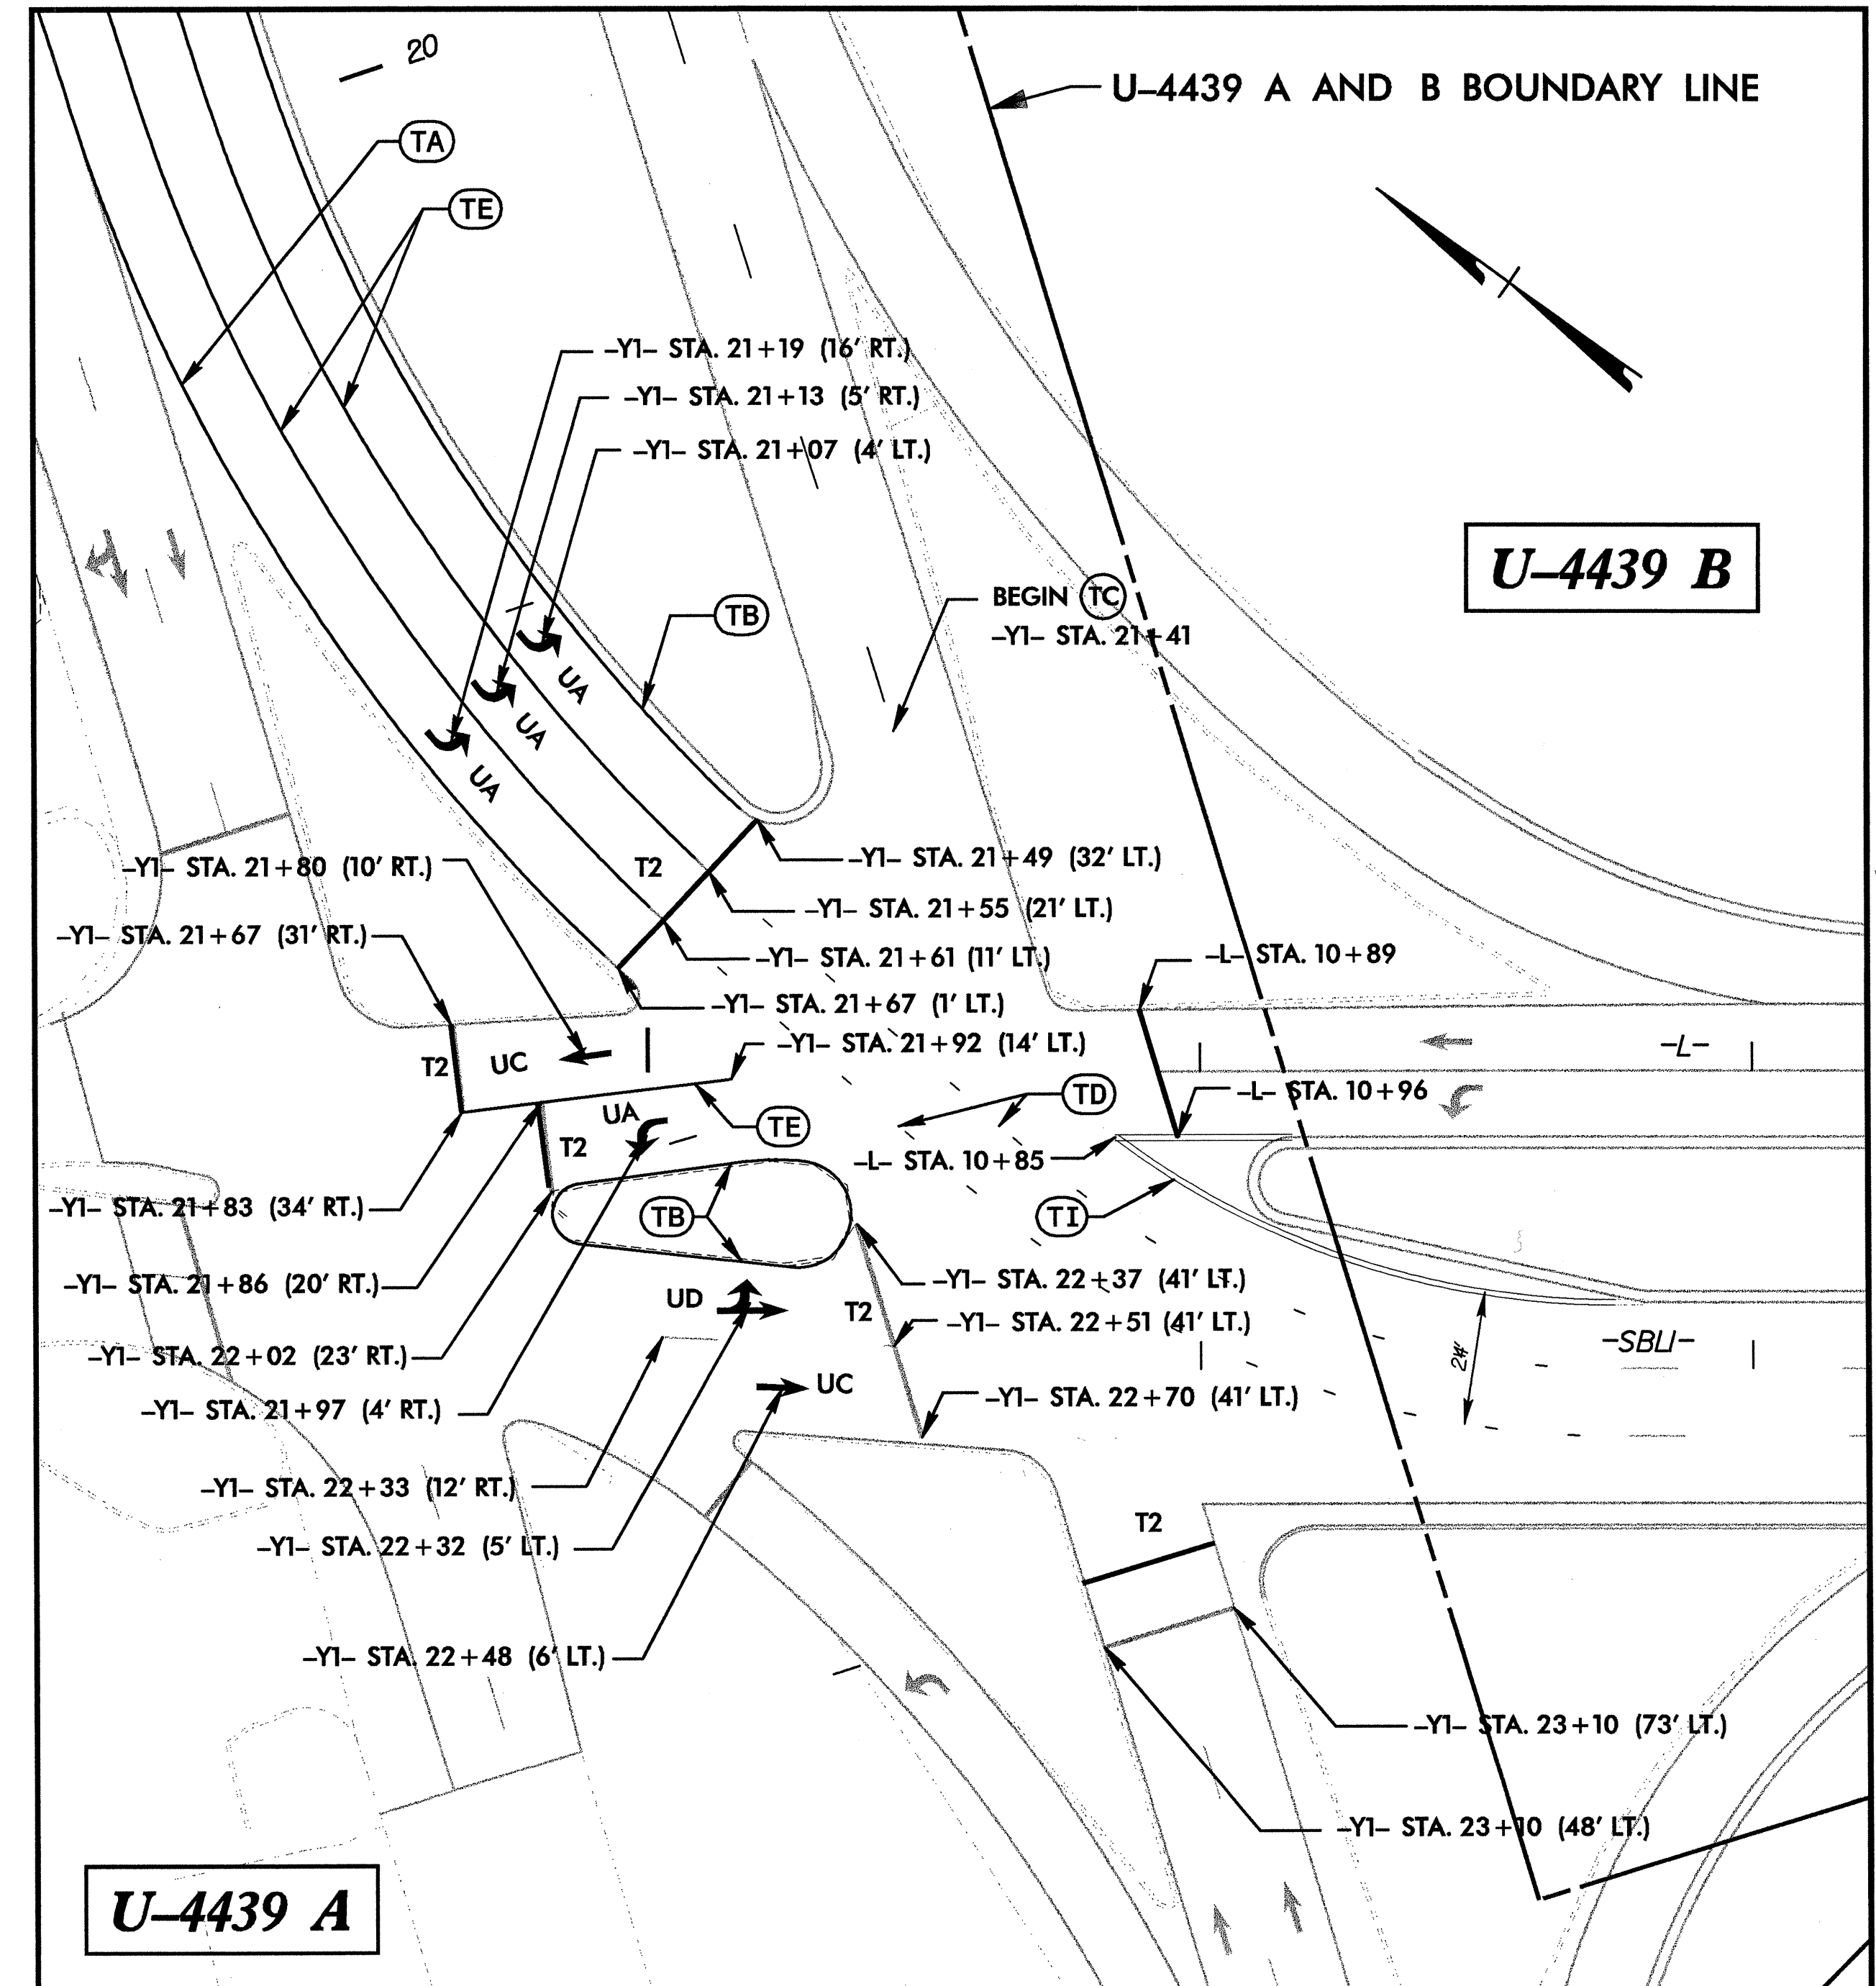 20
U–4439 A AND B BOUNDARY LINE
TA
TE
–Y1– STA. 21+19 (16' RT.)
–Y1– STA. 21+13 (5' RT.)
–Y1– STA. 21+07 (4' LT.)
U–4439 B
BEGIN TC
–Y1– STA. 21+41
TB
UA
UA
UA
T2
–Y1– STA. 21+80 (10' RT.)
–Y1– STA. 21+49 (32' LT.)
–Y1– STA. 21+55 (21' LT.)
–Y1– STA. 21+67 (31' RT.)
–Y1– STA. 21+61 (11' LT.)
–L– STA. 10+89
–Y1– STA. 21+67 (1' LT.)
–Y1– STA. 21+92 (14' LT.)
–L–
T2
UC
–L– STA. 10+96
TD
UA
TE
T2
–L– STA. 10+85
–Y1– STA. 21+83 (34' RT.)
TB
TI
–Y1– STA. 21+86 (20' RT.)
–Y1– STA. 22+37 (41' LT.)
UD
T2
–Y1– STA. 22+51 (41' LT.)
–SBL1–
24'
–Y1– STA. 22+02 (23' RT.)
UC
–Y1– STA. 22+70 (41' LT.)
–Y1– STA. 21+97 (4' RT.)
–Y1– STA. 22+33 (12' RT.)
T2
–Y1– STA. 22+32 (5' LT.)
–Y1– STA. 22+48 (6' LT.)
–Y1– STA. 23+10 (73' LT.)
–Y1– STA. 23+10 (48' LT.)
U–4439 A